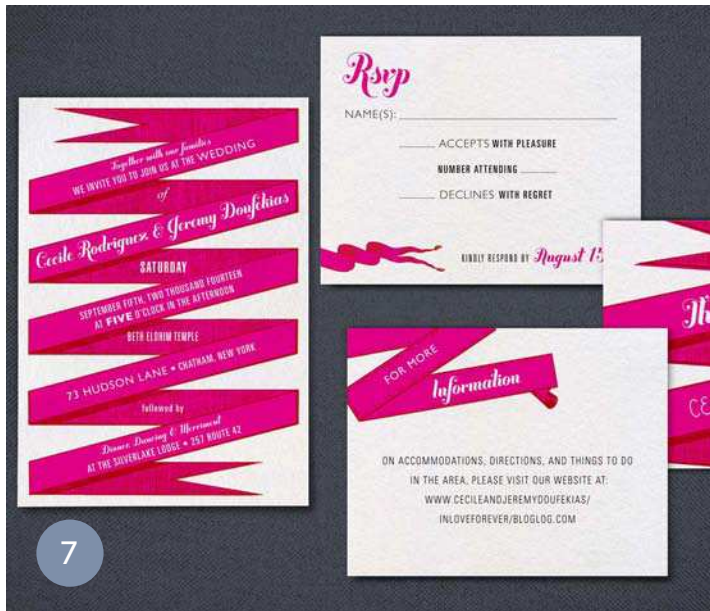 Together with our families
WE INVITE YOU TO JOIN US AT THE WEDDING
of
Cecile Rodriguez & Jeremy Doufekias
SATURDAY
SEPTEMBER FIFTH, TWO THOUSAND FOURTEEN
AT FIVE O'CLOCK IN THE AFTERNOON
BETH ELOHIM TEMPLE
73 HUDSON LANE • CHATHAM, NEW YORK
followed by
Dinner, Dancing & Merriment
AT THE SILVERLAKE LODGE • 257 ROUTE 42
Rsvp
NAME(S):
ACCEPTS WITH PLEASURE
NUMBER ATTENDING
DECLINES WITH REGRET
KINDLY RESPOND BY August 15
FOR MORE
Information
ON ACCOMMODATIONS, DIRECTIONS, AND THINGS TO DO
IN THE AREA, PLEASE VISIT OUR WEBSITE AT:
WWW.CECILEANDJEREMYDOUFEKIAS/
INLOVEFOREVER/BLOGLOG.COM
CE
7